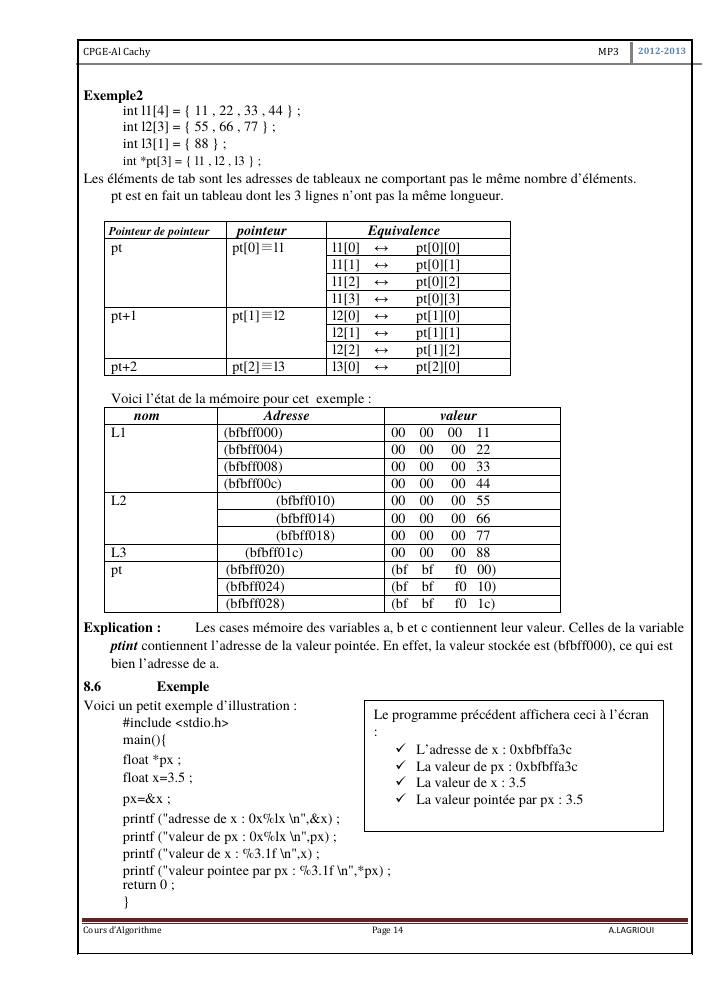 CPGE-Al Cachy MP3 2012-2013
Exemple2
int l1[4] = { 11 , 22 , 33 , 44 } ;
int l2[3] = { 55 , 66 , 77 } ;
int l3[1] = { 88 } ;
int *pt[3] = { l1 , l2 , l3 } ;
Les éléments de tab sont les adresses de tableaux ne comportant pas le même nombre d’éléments.
pt est en fait un tableau dont les 3 lignes n’ont pas la même longueur.
Pointeur de pointeur pointeur Equivalence
pt pt[0]≡l1 l1[0] ↔ pt[0][0]
l1[1] ↔ pt[0][1]
l1[2] ↔ pt[0][2]
l1[3] ↔ pt[0][3]
pt+1 pt[1]≡l2 l2[0] ↔ pt[1][0]
l2[1] ↔ pt[1][1]
l2[2] ↔ pt[1][2]
pt+2 pt[2]≡l3 l3[0] ↔ pt[2][0]
Voici l’état de la mémoire pour cet exemple :
nom Adresse valeur
L1 (bfbff000) 00 00 00 11
(bfbff004) 00 00 00 22
(bfbff008) 00 00 00 33
(bfbff00c) 00 00 00 44
L2 (bfbff010) 00 00 00 55
(bfbff014) 00 00 00 66
(bfbff018) 00 00 00 77
L3 (bfbff01c) 00 00 00 88
pt (bfbff020) (bf bf f0 00)
(bfbff024) (bf bf f0 10)
(bfbff028) (bf bf f0 1c)
Explication : Les cases mémoire des variables a, b et c contiennent leur valeur. Celles de la variable
ptint contiennent l’adresse de la valeur pointée. En effet, la valeur stockée est (bfbff000), ce qui est
bien l’adresse de a.
8.6 Exemple
Voici un petit exemple d’illustration :
#include <stdio.h>
main(){
float *px ;
float x=3.5 ;
px=&x ;
printf ("adresse de x : 0x%lx \n",&x) ;
printf ("valeur de px : 0x%lx \n",px) ;
printf ("valeur de x : %3.1f \n",x) ;
printf ("valeur pointee par px : %3.1f \n",*px) ;
return 0 ;
}
Le programme précédent affichera ceci à l’écran
:
✓ L’adresse de x : 0xbfbffa3c
✓ La valeur de px : 0xbfbffa3c
✓ La valeur de x : 3.5
✓ La valeur pointée par px : 3.5
Cours d’Algorithme Page 14 A.LAGRIOUI